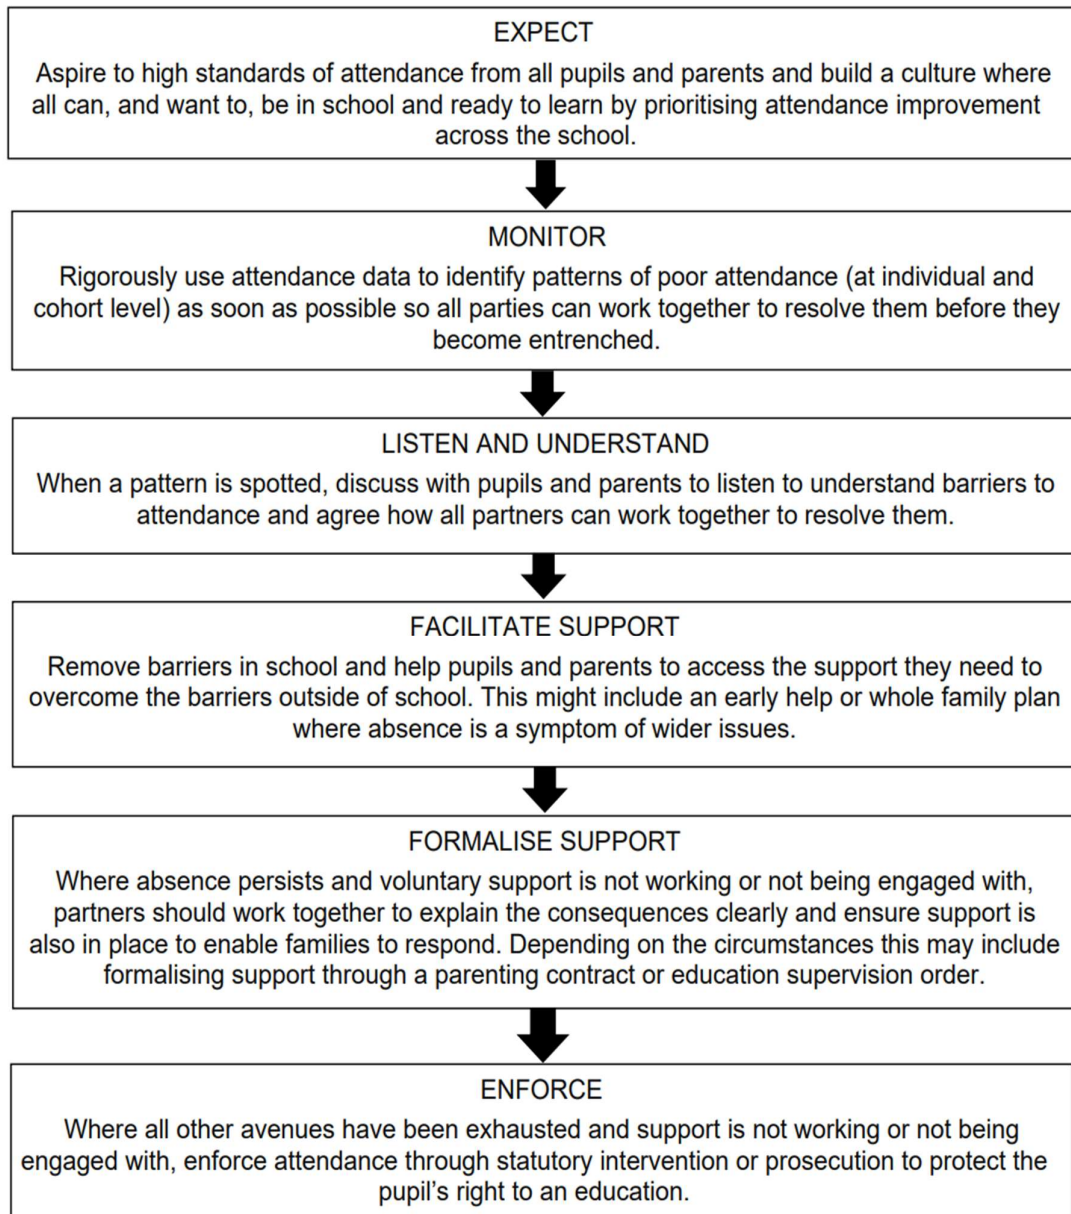 EXPECT
Aspire to high standards of attendance from all pupils and parents and build a culture where
all can, and want to, be in school and ready to learn by prioritising attendance improvement
across the school.
MONITOR
Rigorously use attendance data to identify patterns of poor attendance (at individual and
cohort level) as soon as possible so all parties can work together to resolve them before they
become entrenched.
LISTEN AND UNDERSTAND
When a pattern is spotted, discuss with pupils and parents to listen to understand barriers to
attendance and agree how all partners can work together to resolve them.
FACILITATE SUPPORT
Remove barriers in school and help pupils and parents to access the support they need to
overcome the barriers outside of school. This might include an early help or whole family plan
where absence is a symptom of wider issues.
FORMALISE SUPPORT
Where absence persists and voluntary support is not working or not being engaged with,
partners should work together to explain the consequences clearly and ensure support is
also in place to enable families to respond. Depending on the circumstances this may include
formalising support through a parenting contract or education supervision order.
ENFORCE
Where all other avenues have been exhausted and support is not working or not being
engaged with, enforce attendance through statutory intervention or prosecution to protect the
pupil’s right to an education.